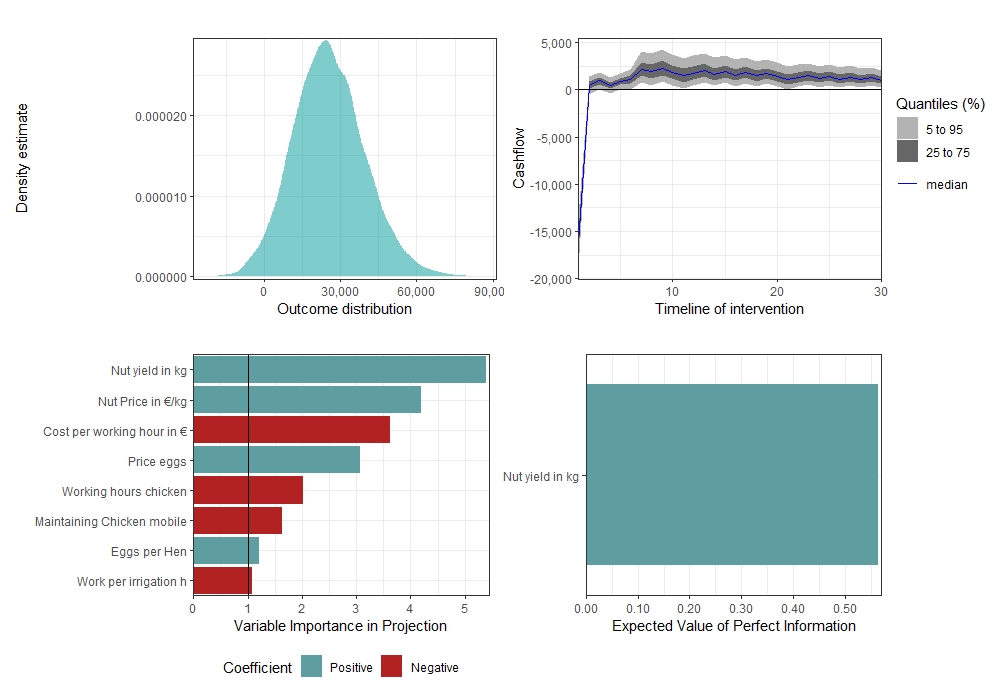 Density estimate
0.000020
0.000010
0.000000
0
30,000
60,000
90,00
Outcome distribution
Cashflow
5,000
0
-5,000
-10,000
-15,000
-20,000
10
20
30
Timeline of intervention
Quantiles (%)
5 to 95
25 to 75
median
Nut yield in kg
Nut Price in €/kg
Cost per working hour in €
Price eggs
Working hours chicken
Maintaining Chicken mobile
Eggs per Hen
Work per irrigation h
0
1
2
3
4
5
Variable Importance in Projection
Coefficient
Positive
Negative
Nut yield in kg
0.00
0.10
0.20
0.30
0.40
0.50
Expected Value of Perfect Information